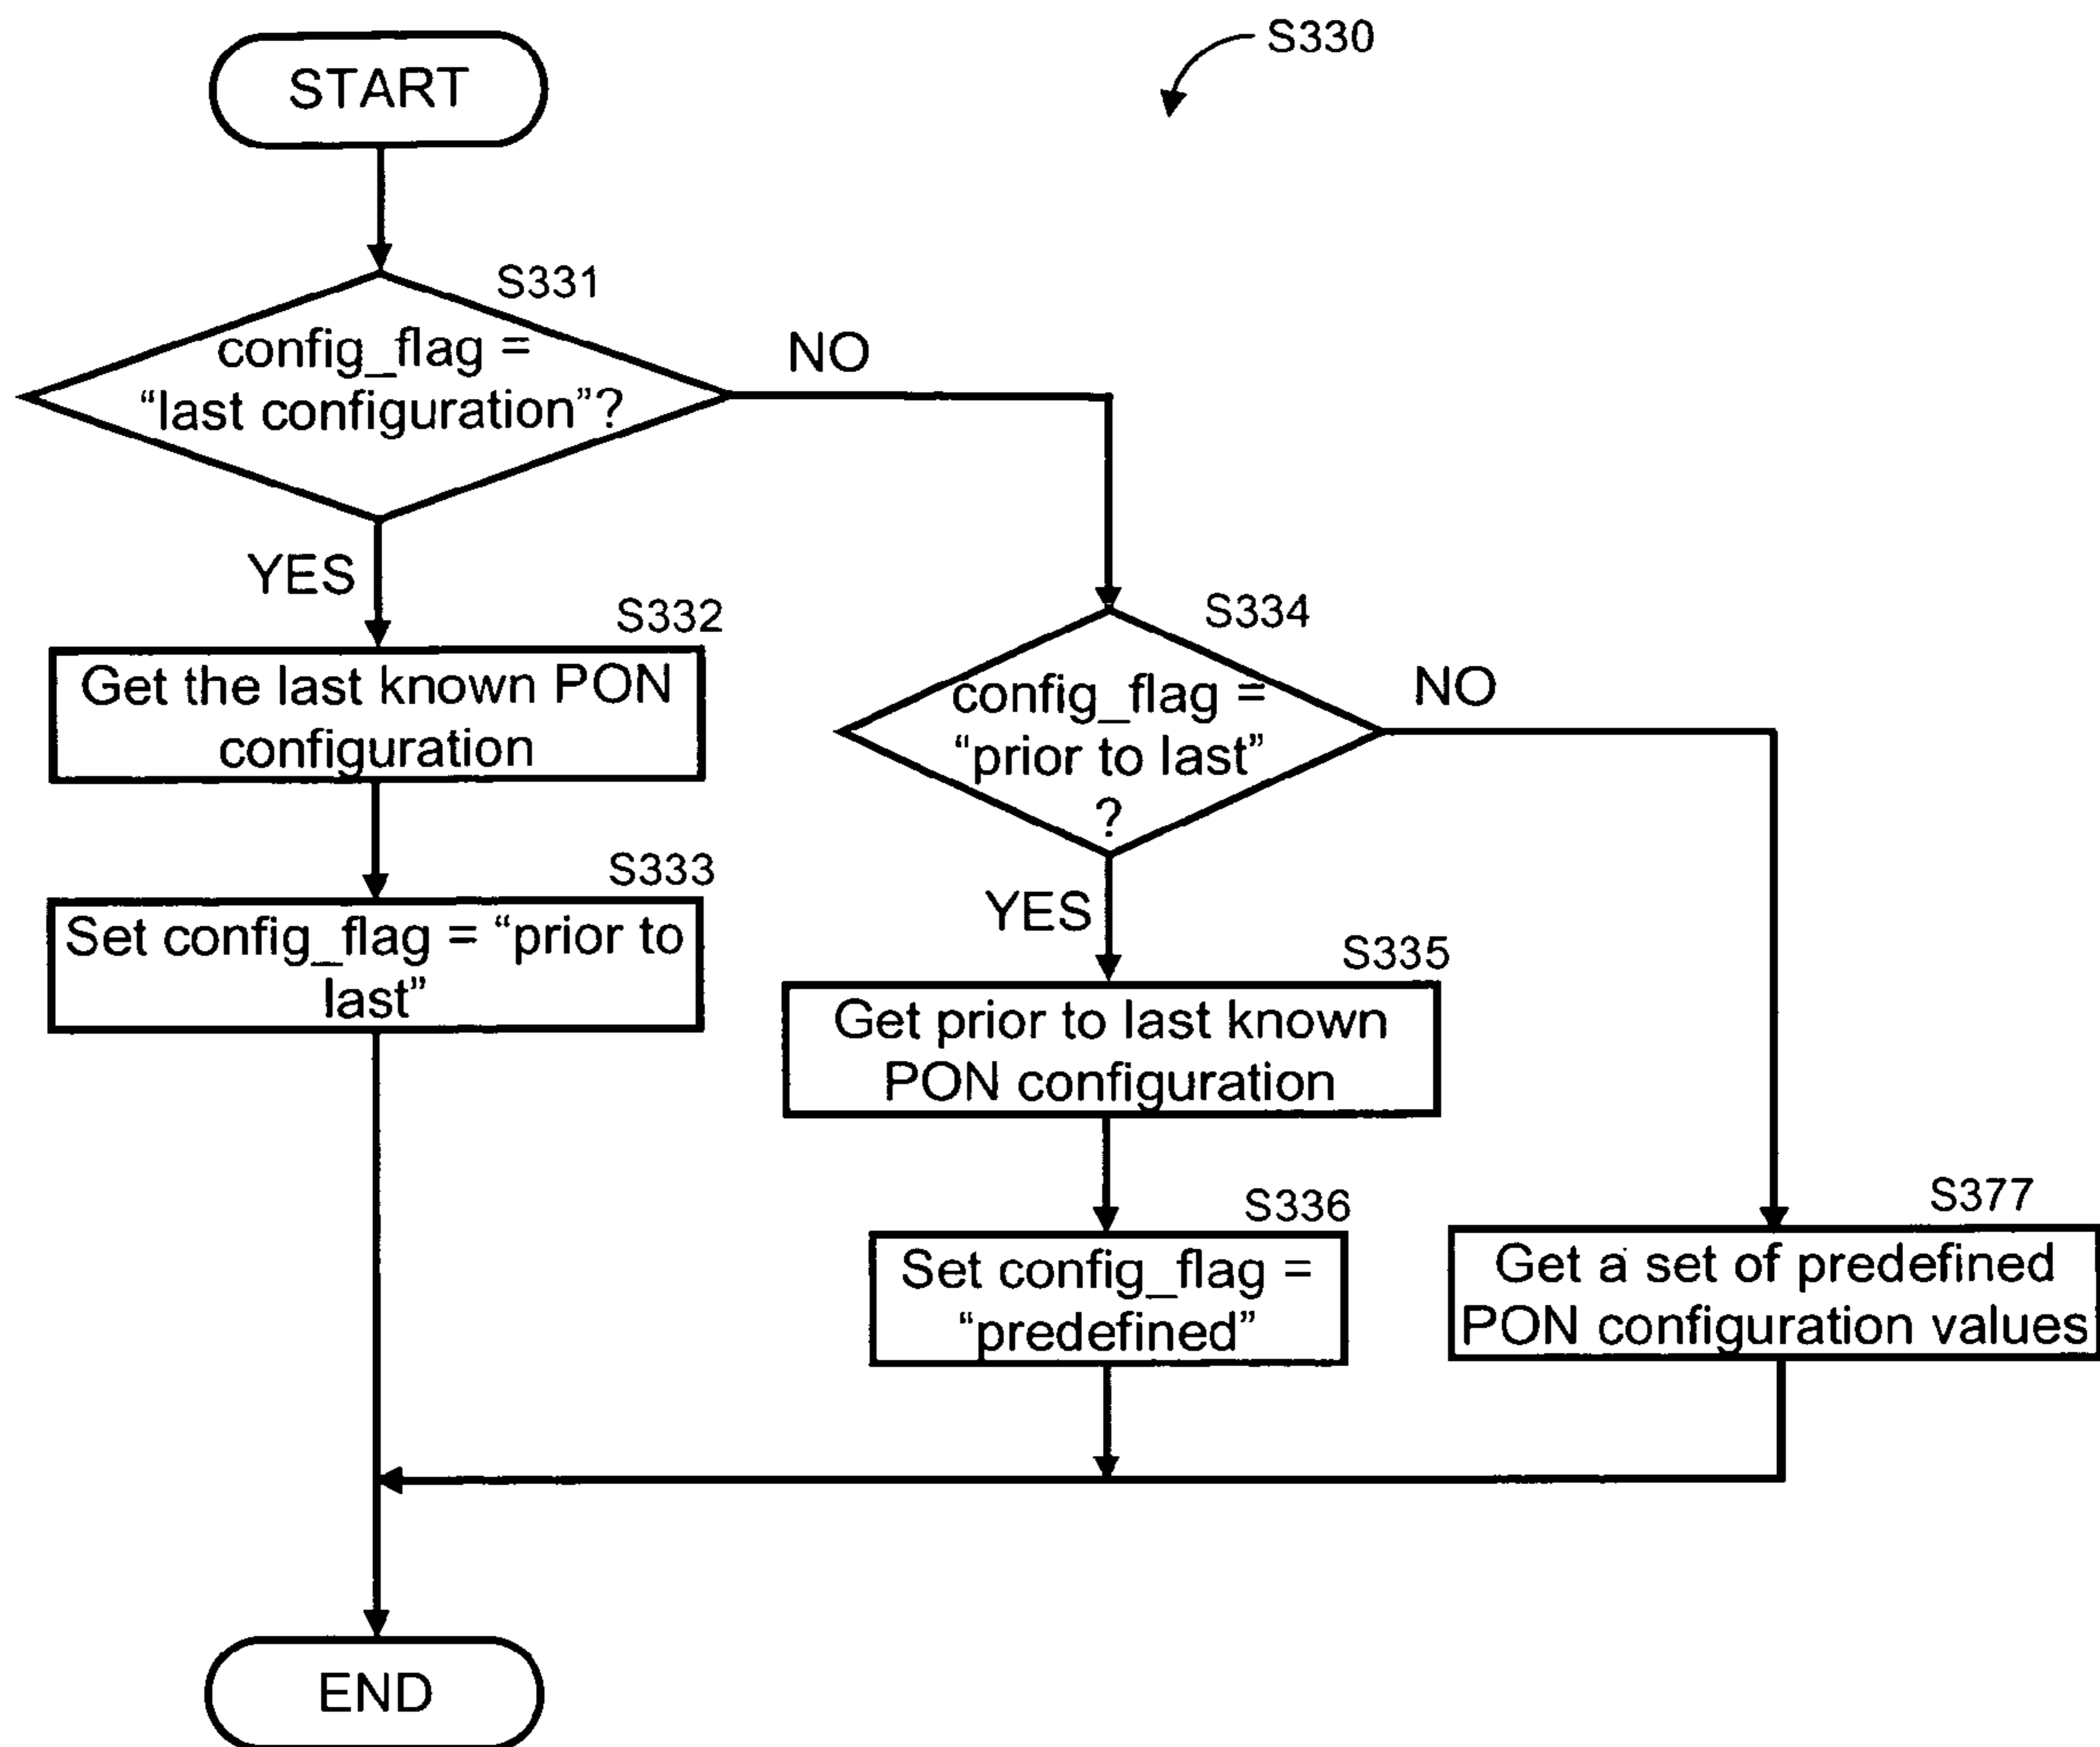 START
S330
S331
config_flag =
“last configuration”?
NO
YES
S332
Get the last known PON
configuration
S333
Set config_flag = “prior to
last”
S334
config_flag =
“prior to last”
?
NO
YES
S335
Get prior to last known
PON configuration
S336
Set config_flag =
“predefined”
S377
Get a set of predefined
PON configuration values
END